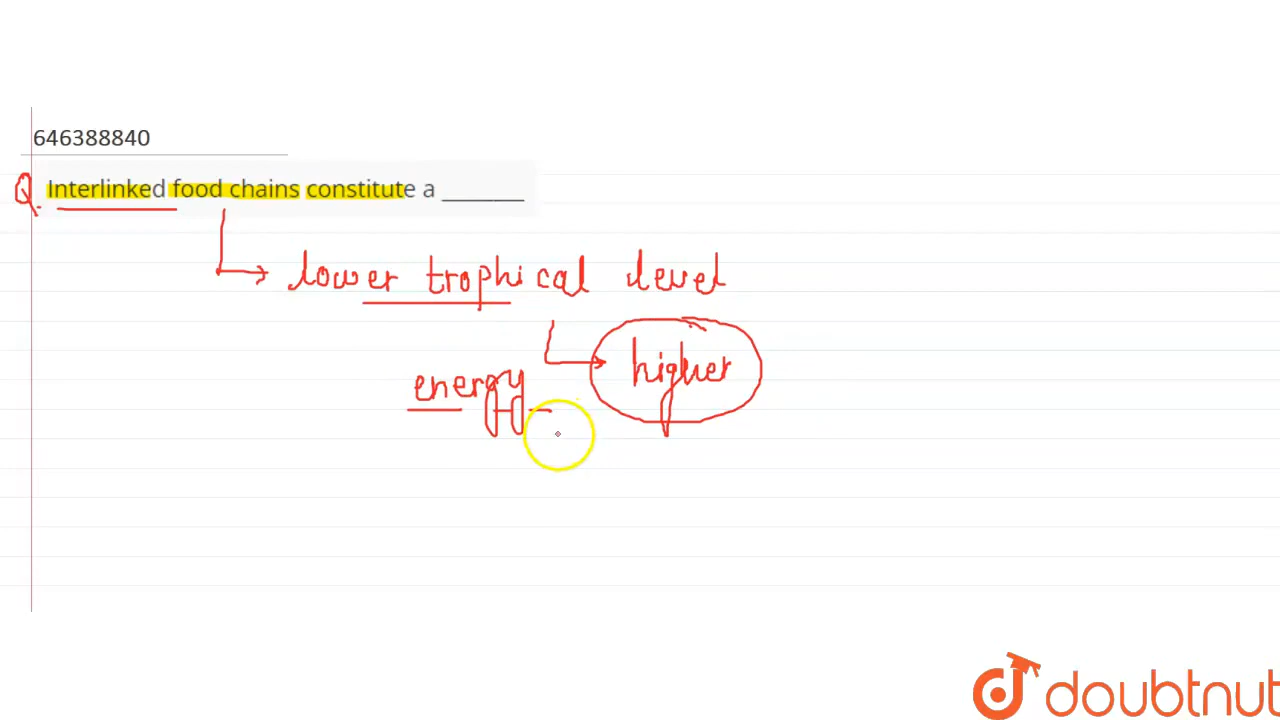 646388840
Q. Interlinked food chains constitute a ________
lower trophical level
higher
energy
doubtnut